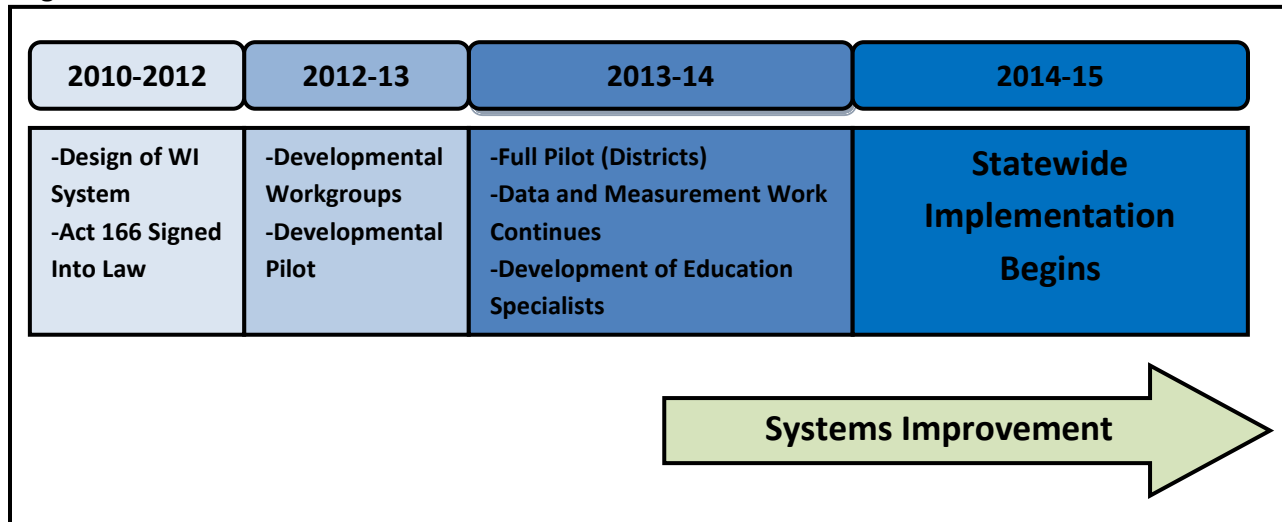 2010-2012
2012-13
2013-14
2014-15
-Design of WI
System
-Act 166 Signed
Into Law
-Developmental
Workgroups
-Developmental
Pilot
-Full Pilot (Districts)
-Data and Measurement Work
Continues
-Development of Education
Specialists
Statewide
Implementation
Begins
Systems Improvement